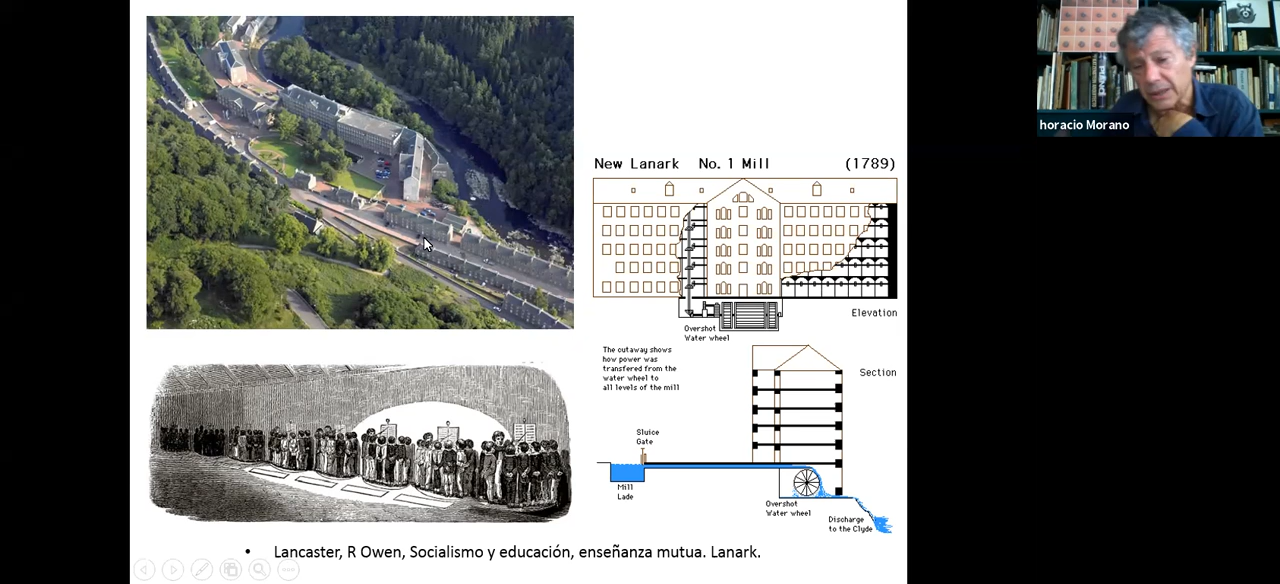 horacio Morano
New Lanark No. 1 Mill (1789)
Elevation
Overshot
Water wheel
The cutaway shows
how power was
transfered from the
water wheel to
all levels of the mill
Section
Sluice
Gate
Mill
Lade
Overshot
Water wheel
Discharge
to the Clyde
• Lancaster, R Owen, Socialismo y educación, enseñanza mutua. Lanark.